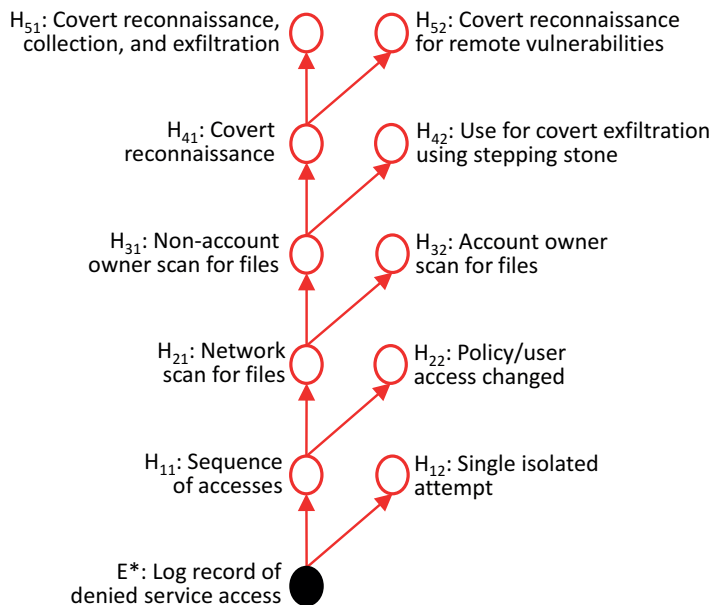 H₅₁: Covert reconnaissance,
collection, and exfiltration
H₅₂: Covert reconnaissance
for remote vulnerabilities
H₄₁: Covert
reconnaissance
H₄₂: Use for covert exfiltration
using stepping stone
H₃₁: Non-account
owner scan for files
H₃₂: Account owner
scan for files
H₂₁: Network
scan for files
H₂₂: Policy/user
access changed
H₁₁: Sequence
of accesses
H₁₂: Single isolated
attempt
E*: Log record of
denied service access